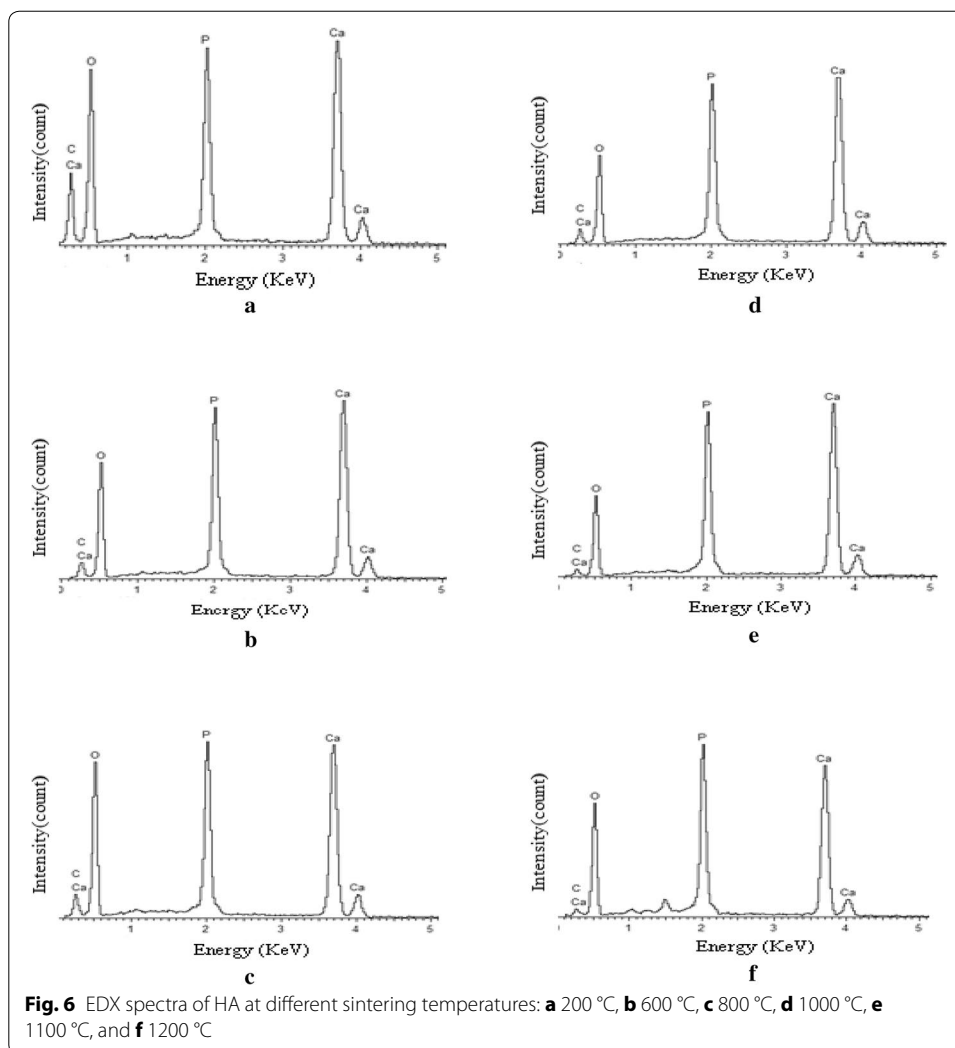 Ca
P
O
C
Ca
Ca
Intensity(count)
1 2 3 4 5
Energy (KeV)
a
Ca
P
O
C
Ca
Ca
Intensity(count)
0 1 2 3 4 5
Energy (KeV)
d
Ca
P
O
C
Ca
Ca
Intensity(count)
0 1 2 3 4 5
Energy (KeV)
b
Ca
P
O
Ca
C
Ca
Intensity(count)
0 1 2 3 4 5
Energy (KeV)
e
P
Ca
O
C
Ca
Ca
Intensity(count)
1 2 3 4 5
Energy (KeV)
c
P
Ca
O
Ca
C
Ca
Intensity(count)
0 1 2 3 4 5
Energy (KeV)
f
Fig. 6 EDX spectra of HA at different sintering temperatures: a 200 °C, b 600 °C, c 800 °C, d 1000 °C, e
1100 °C, and f 1200 °C